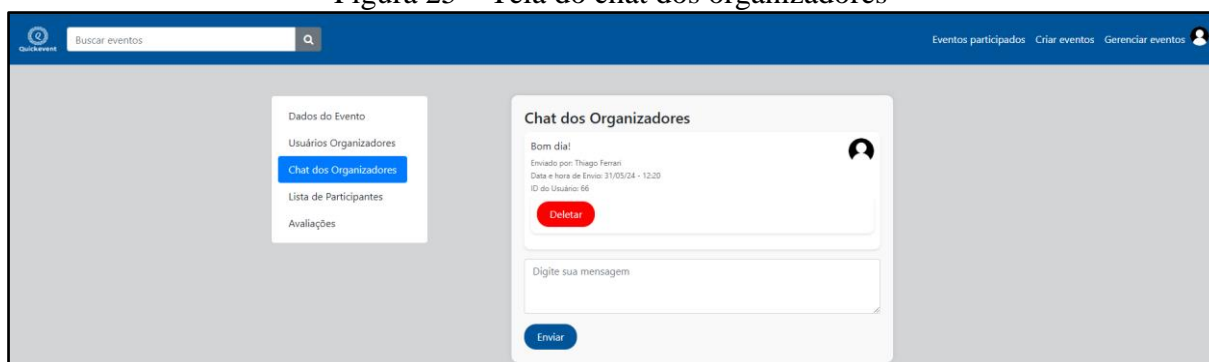 Figura 23 – Tela do chat dos organizadores
Quickevent
Buscar eventos
Eventos participados Criar eventos Gerenciar eventos
Dados do Evento
Usuários Organizadores
Chat dos Organizadores
Lista de Participantes
Avaliações
Chat dos Organizadores
Bom dia!
Enviado por: Thiago Ferrari
Data e hora de Envio: 31/05/24 - 12:20
ID do Usuário: 66
Deletar
Digite sua mensagem
Enviar